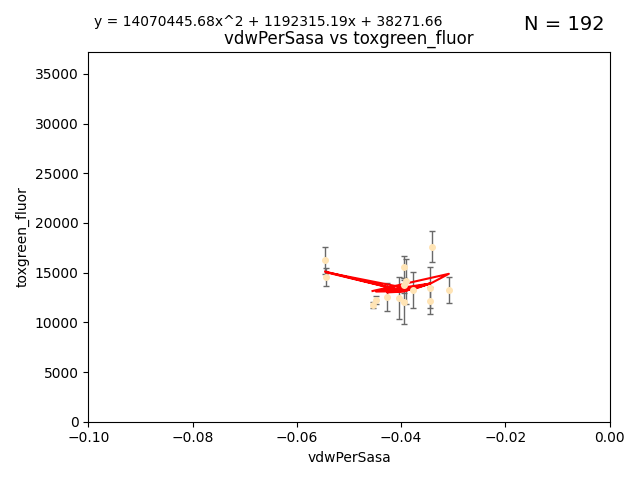 y = 14070445.68x^2 + 1192315.19x + 38271.66
N = 192
vdwPerSasa vs toxgreen_fluor
35000
30000
25000
20000
15000
10000
5000
0
toxgreen_fluor
−0.10 −0.08 −0.06 −0.04 −0.02 0.00
vdwPerSasa